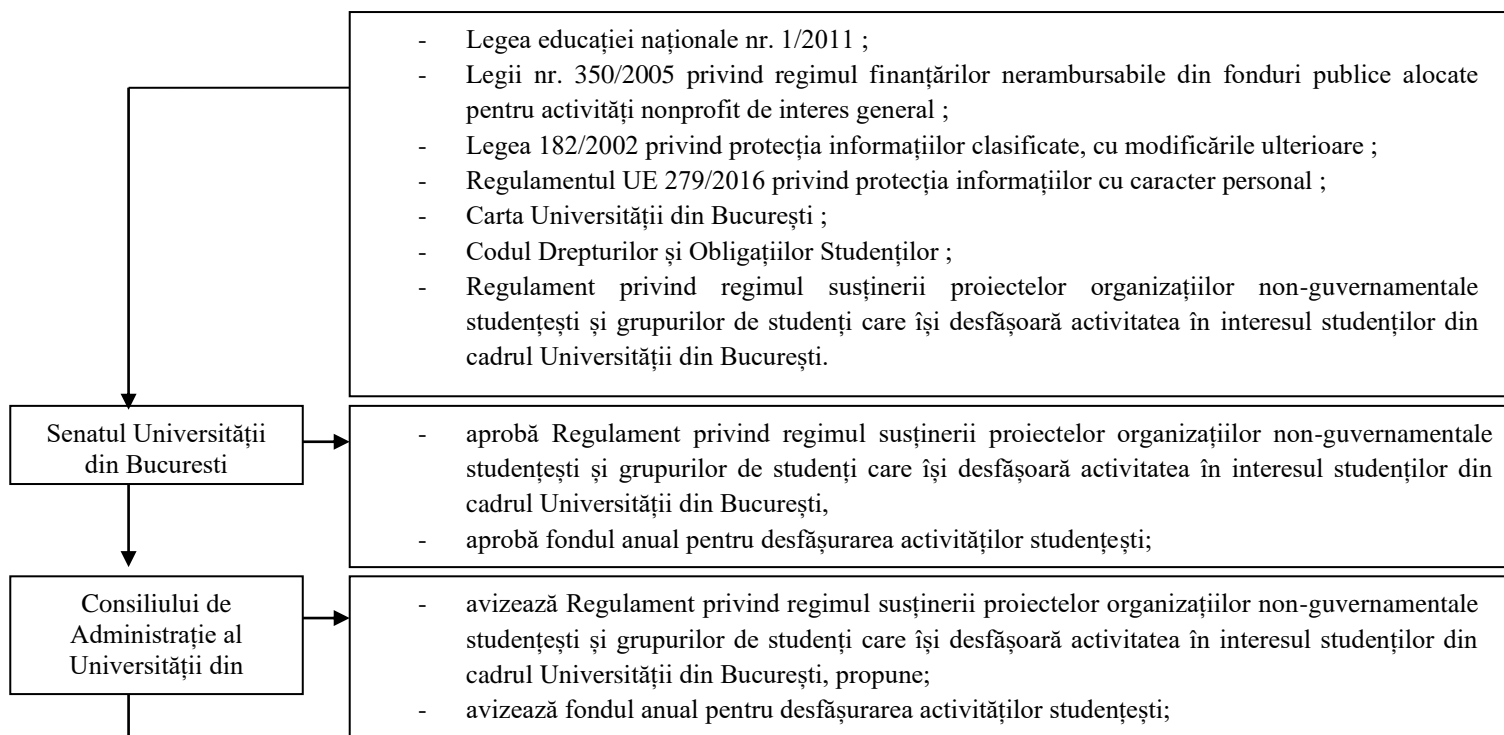 - Legea educației naționale nr. 1/2011 ;
- Legii nr. 350/2005 privind regimul finanțărilor nerambursabile din fonduri publice alocate
pentru activități nonprofit de interes general ;
- Legea 182/2002 privind protecția informațiilor clasificate, cu modificările ulterioare ;
- Regulamentul UE 279/2016 privind protecția informațiilor cu caracter personal ;
- Carta Universității din București ;
- Codul Drepturilor și Obligațiilor Studenților ;
- Regulament privind regimul susținerii proiectelor organizațiilor non-guvernamentale
studențești și grupurilor de studenți care își desfășoară activitatea în interesul studenților din
cadrul Universității din București.
Senatul Universității
din Bucuresti
- aprobă Regulament privind regimul susținerii proiectelor organizațiilor non-guvernamentale
studențești și grupurilor de studenți care își desfășoară activitatea în interesul studenților din
cadrul Universității din București,
- aprobă fondul anual pentru desfășurarea activităților studențești;
Consiliului de
Administrație al
Universității din
- avizează Regulament privind regimul susținerii proiectelor organizațiilor non-guvernamentale
studențești și grupurilor de studenți care își desfășoară activitatea în interesul studenților din
cadrul Universității din București, propune;
- avizează fondul anual pentru desfășurarea activităților studențești;